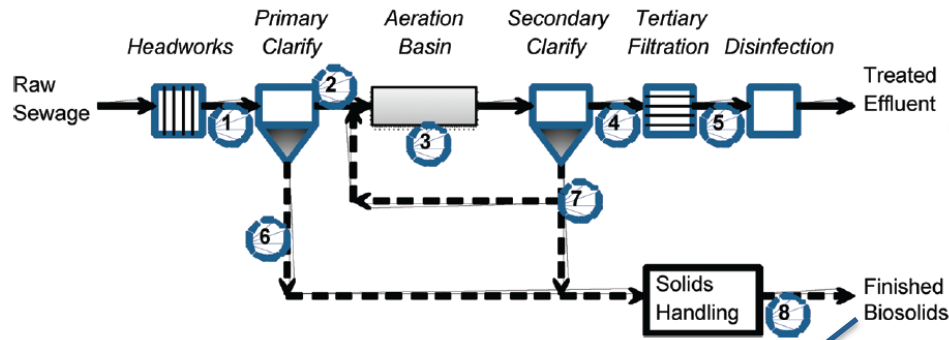 Primary Aeration Secondary Tertiary
Headworks Clarify Basin Clarify Filtration Disinfection
Raw
Sewage
Treated
Effluent
1
2
3
4
5
6
7
Solids
Handling
8
Finished
Biosolids